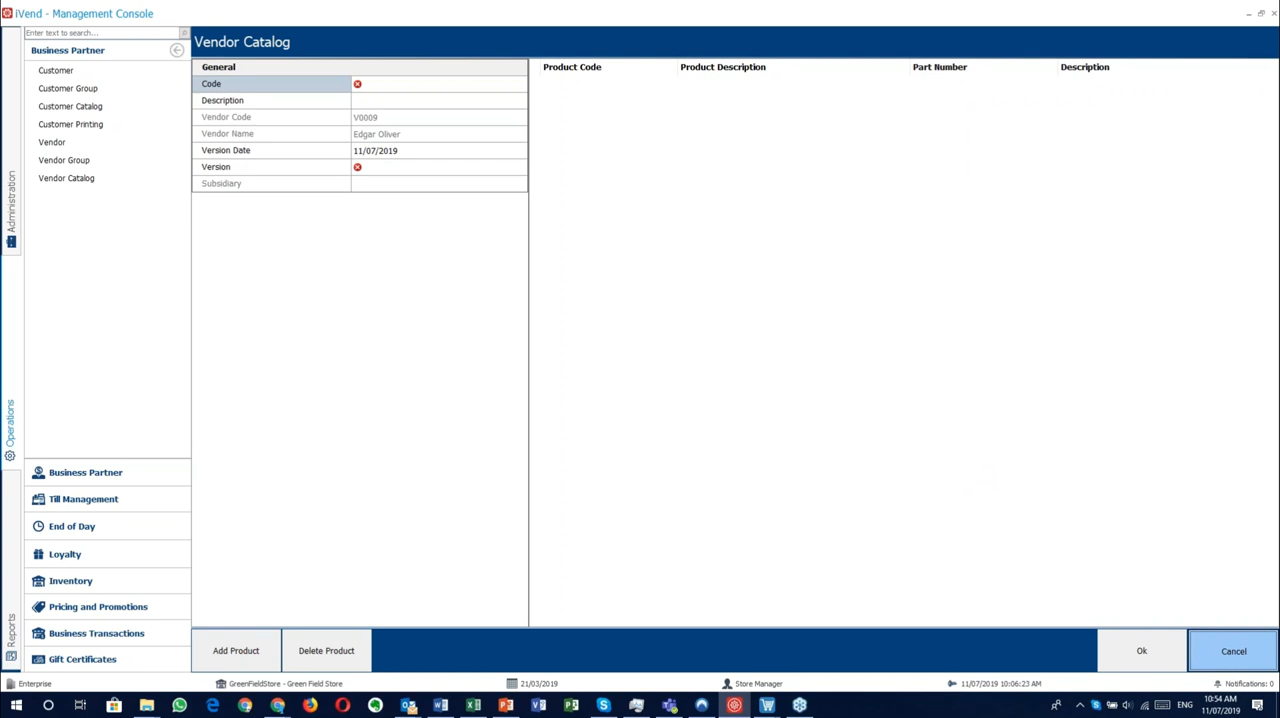 iVend - Management Console
Enter text to search...
Business Partner
Customer
Customer Group
Customer Catalog
Customer Printing
Vendor
Vendor Group
Vendor Catalog
Administration
Operations
Reports
Business Partner
Till Management
End of Day
Loyalty
Inventory
Pricing and Promotions
Business Transactions
Gift Certificates
Vendor Catalog
General
Code
Description
Vendor Code V0009
Vendor Name Edgar Oliver
Version Date 11/07/2019
Version
Subsidiary
Product Code Product Description Part Number Description
Add Product Delete Product Ok Cancel
Enterprise GreenFieldStore - Green Field Store 21/03/2019 Store Manager 11/07/2019 10:06:23 AM Notifications: 0
ENG 10:54 AM
11/07/2019